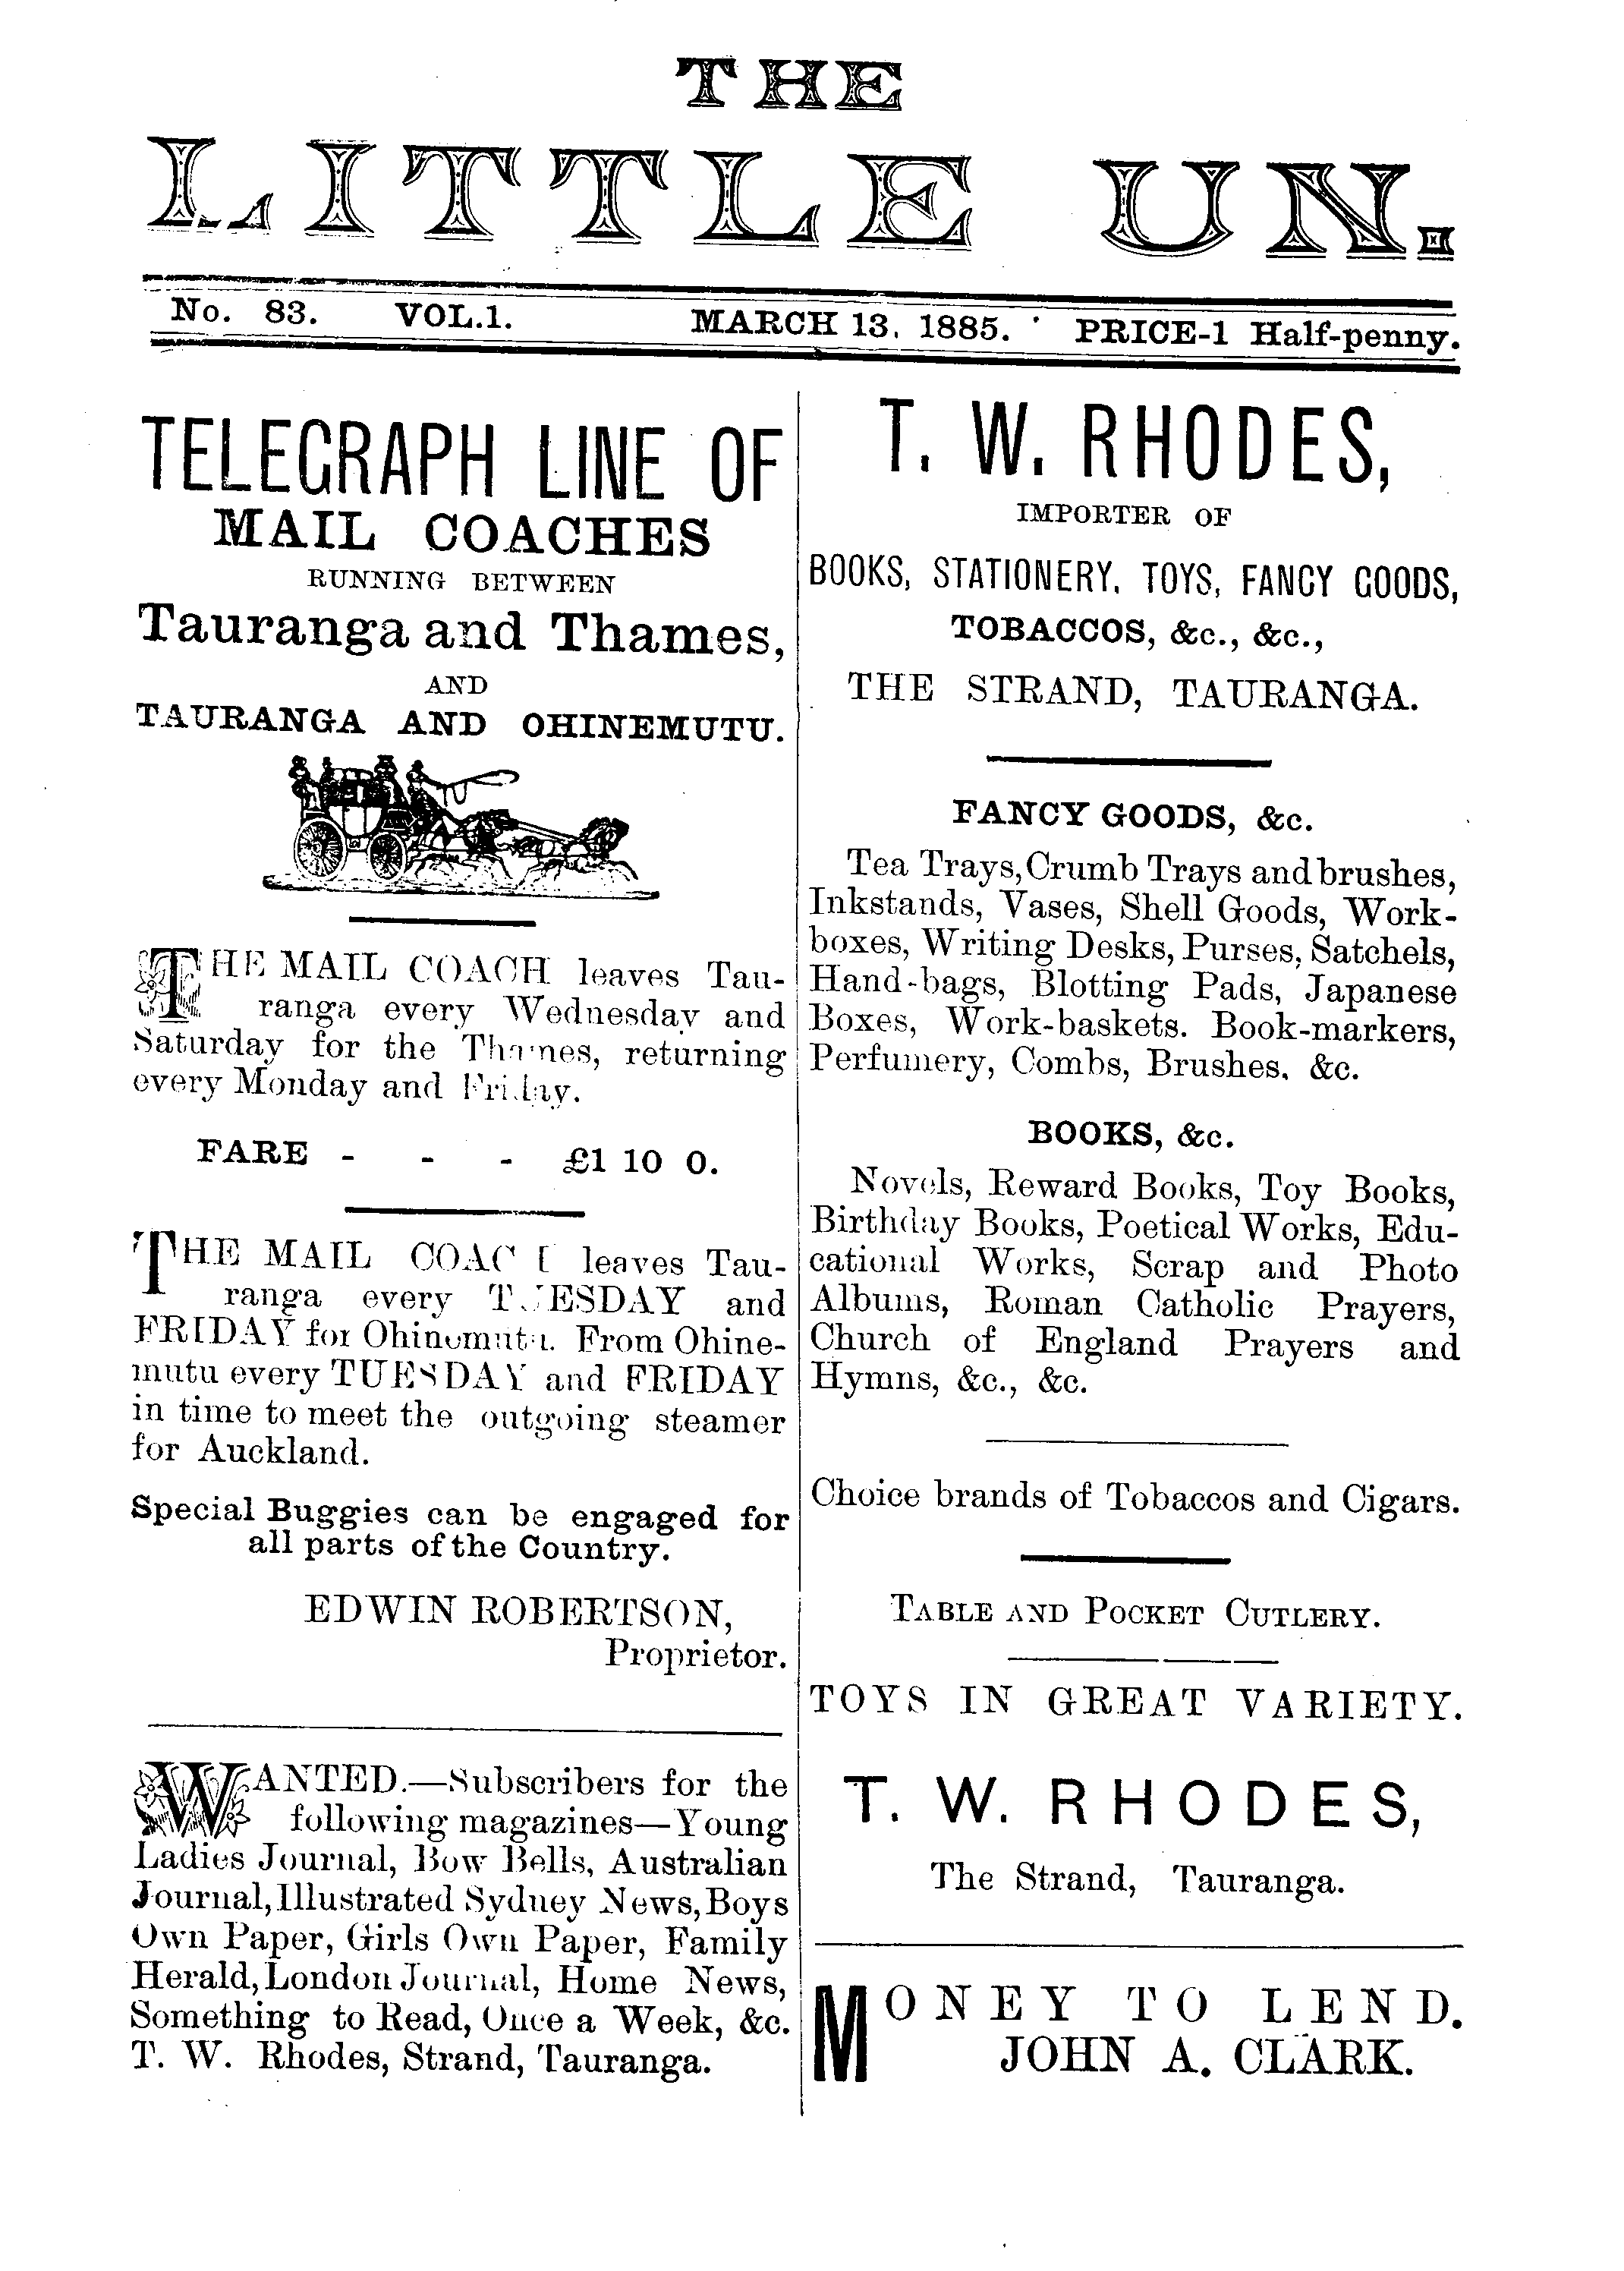 THE
LITTLE UN.
No. 83. VOL.1. MARCH 13, 1885. PRICE-1 Half-penny.
TELEGRAPH LINE OF
MAIL COACHES
RUNNING BETWEEN
Tauranga and Thames,
AND
TAURANGA AND OHINEMUTU.
THE MAIL COACH leaves Tau-
ranga every Wednesday and
Saturday for the Thames, returning
every Monday and Friday.
FARE - - - £1 10 0.
THE MAIL COACH leaves Tau-
ranga every TUESDAY and
FRIDAY for Ohinemutu. From Ohine-
mutu every TUESDAY and FRIDAY
in time to meet the outgoing steamer
for Auckland.
Special Buggies can be engaged for
all parts of the Country.
EDWIN ROBERTSON,
Proprietor.
WANTED.—Subscribers for the
following magazines—Young
Ladies Journal, Bow Bells, Australian
Journal, Illustrated Sydney News, Boys
Own Paper, Girls Own Paper, Family
Herald, London Journal, Home News,
Something to Read, Once a Week, &c.
T. W. Rhodes, Strand, Tauranga.
T. W. RHODES,
IMPORTER OF
BOOKS, STATIONERY, TOYS, FANCY GOODS,
TOBACCOS, &c., &c.,
THE STRAND, TAURANGA.
FANCY GOODS, &c.
Tea Trays, Crumb Trays and brushes,
Inkstands, Vases, Shell Goods, Work-
boxes, Writing Desks, Purses, Satchels,
Hand-bags, Blotting Pads, Japanese
Boxes, Work-baskets. Book-markers,
Perfumery, Combs, Brushes, &c.
BOOKS, &c.
Novels, Reward Books, Toy Books,
Birthday Books, Poetical Works, Edu-
cational Works, Scrap and Photo
Albums, Roman Catholic Prayers,
Church of England Prayers and
Hymns, &c., &c.
Choice brands of Tobaccos and Cigars.
TABLE AND POCKET CUTLERY.
TOYS IN GREAT VARIETY.
T. W. RHODES,
The Strand, Tauranga.
MONEY TO LEND.
JOHN A. CLARK.